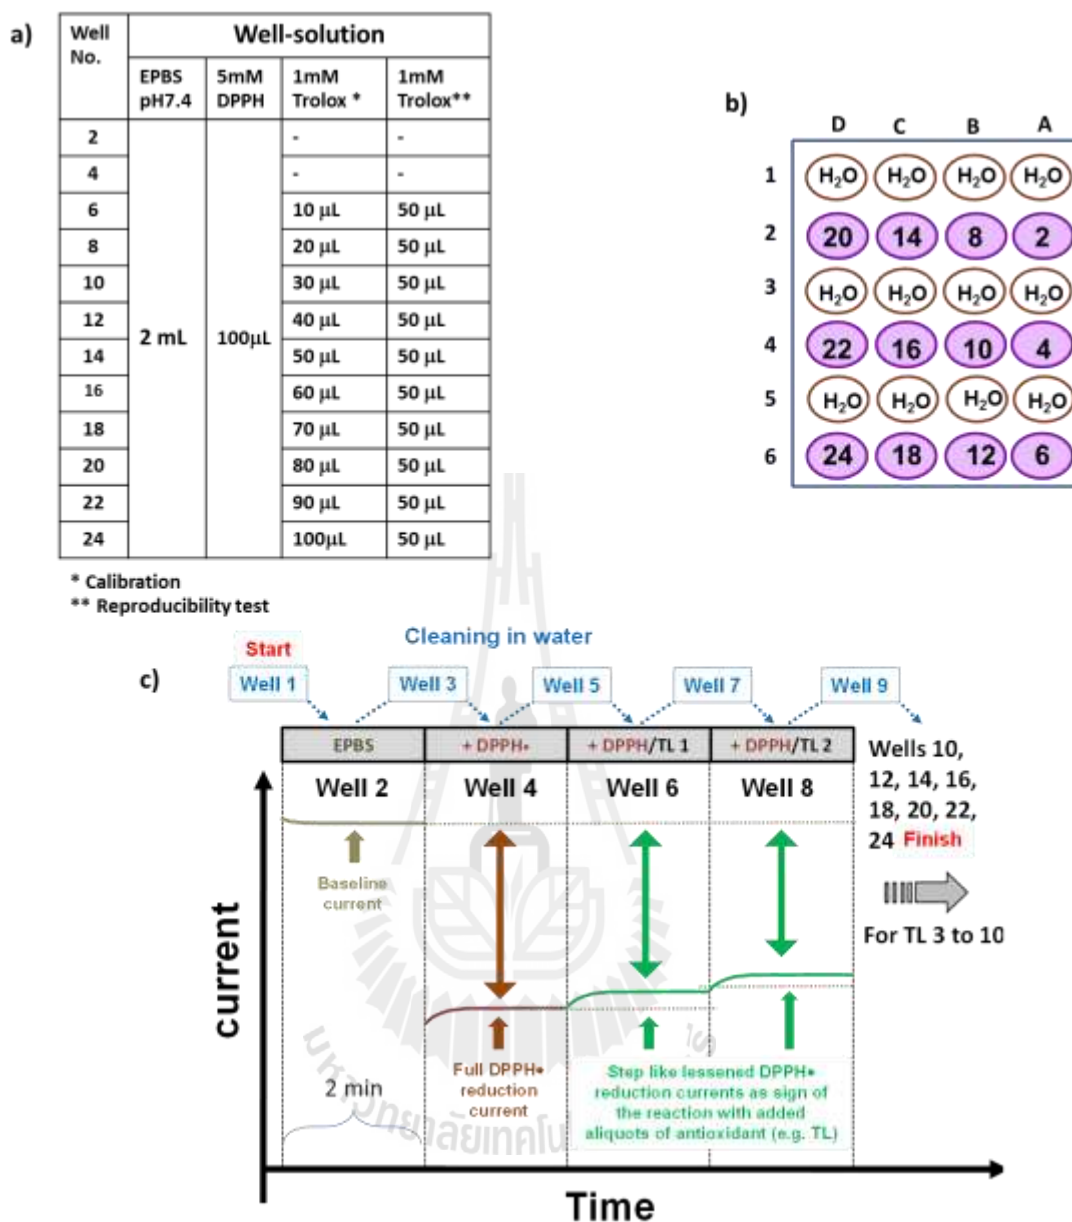 a)
Well No. Well-solution
EPBS pH7.4 5mM DPPH 1mM Trolox * 1mM Trolox**
2 - -
4 - -
6 10 µL 50 µL
8 20 µL 50 µL
10 30 µL 50 µL
12 40 µL 50 µL
2 mL 100µL
14 50 µL 50 µL
16 60 µL 50 µL
18 70 µL 50 µL
20 80 µL 50 µL
22 90 µL 50 µL
24 100µL 50 µL
* Calibration
** Reproducibility test
b)
D C B A
1 H₂O H₂O H₂O H₂O
2 20 14 8 2
3 H₂O H₂O H₂O H₂O
4 22 16 10 4
5 H₂O H₂O H₂O H₂O
6 24 18 12 6
c)
Cleaning in water
Start
Well 1 Well 3 Well 5 Well 7 Well 9
EPBS + DPPH• + DPPH/TL 1 + DPPH/TL 2
Well 2 Well 4 Well 6 Well 8
Wells 10,
12, 14, 16,
18, 20, 22,
24 Finish
For TL 3 to 10
Baseline
current
Full DPPH•
reduction
current
Step like lessened DPPH•
reduction currents as sign of
the reaction with added
aliquots of antioxidant (e.g. TL)
2 min
current
Time